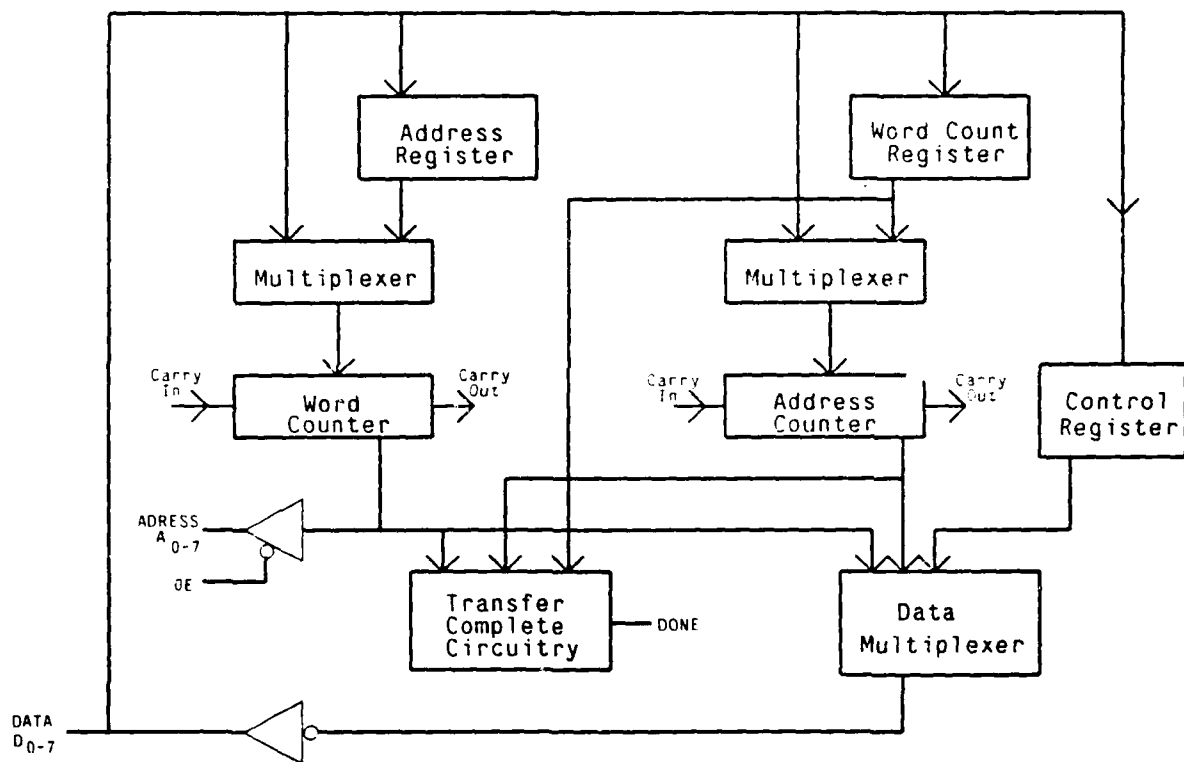 Address
Register
Word Count
Register
Multiplexer
Multiplexer
Carry
In
Word
Counter
Carry
Out
Carry
In
Address
Counter
Carry
Out
Control
Register
ADRESS
A0-7
OE
Transfer
Complete
Circuitry
DONE
Data
Multiplexer
DATA
D0-7